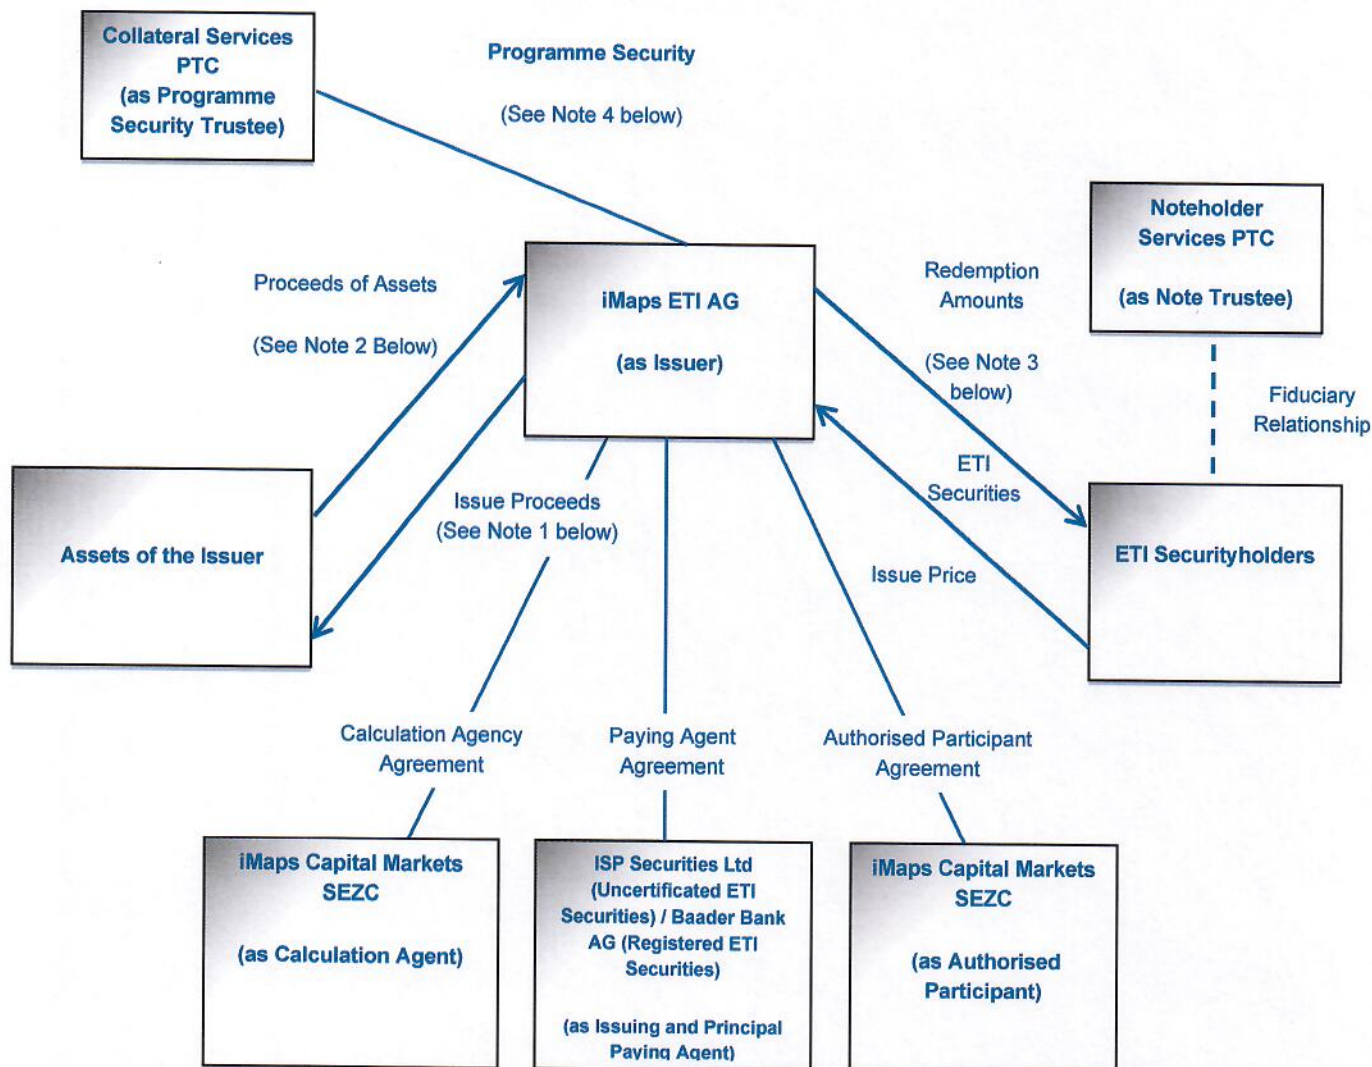 Collateral Services
PTC
(as Programme
Security Trustee)
Programme Security
(See Note 4 below)
Noteholder
Services PTC
(as Note Trustee)
Proceeds of Assets
(See Note 2 Below)
iMaps ETI AG
(as Issuer)
Redemption
Amounts
(See Note 3
below)
Fiduciary
Relationship
ETI
Securities
Issue Proceeds
(See Note 1 below)
Assets of the Issuer
ETI Securityholders
Issue Price
Calculation Agency
Agreement
Paying Agent
Agreement
Authorised Participant
Agreement
iMaps Capital Markets
SEZC
(as Calculation Agent)
ISP Securities Ltd
(Uncertificated ETI
Securities) / Baader Bank
AG (Registered ETI
Securities)
(as Issuing and Principal
Paying Agent)
iMaps Capital Markets
SEZC
(as Authorised
Participant)